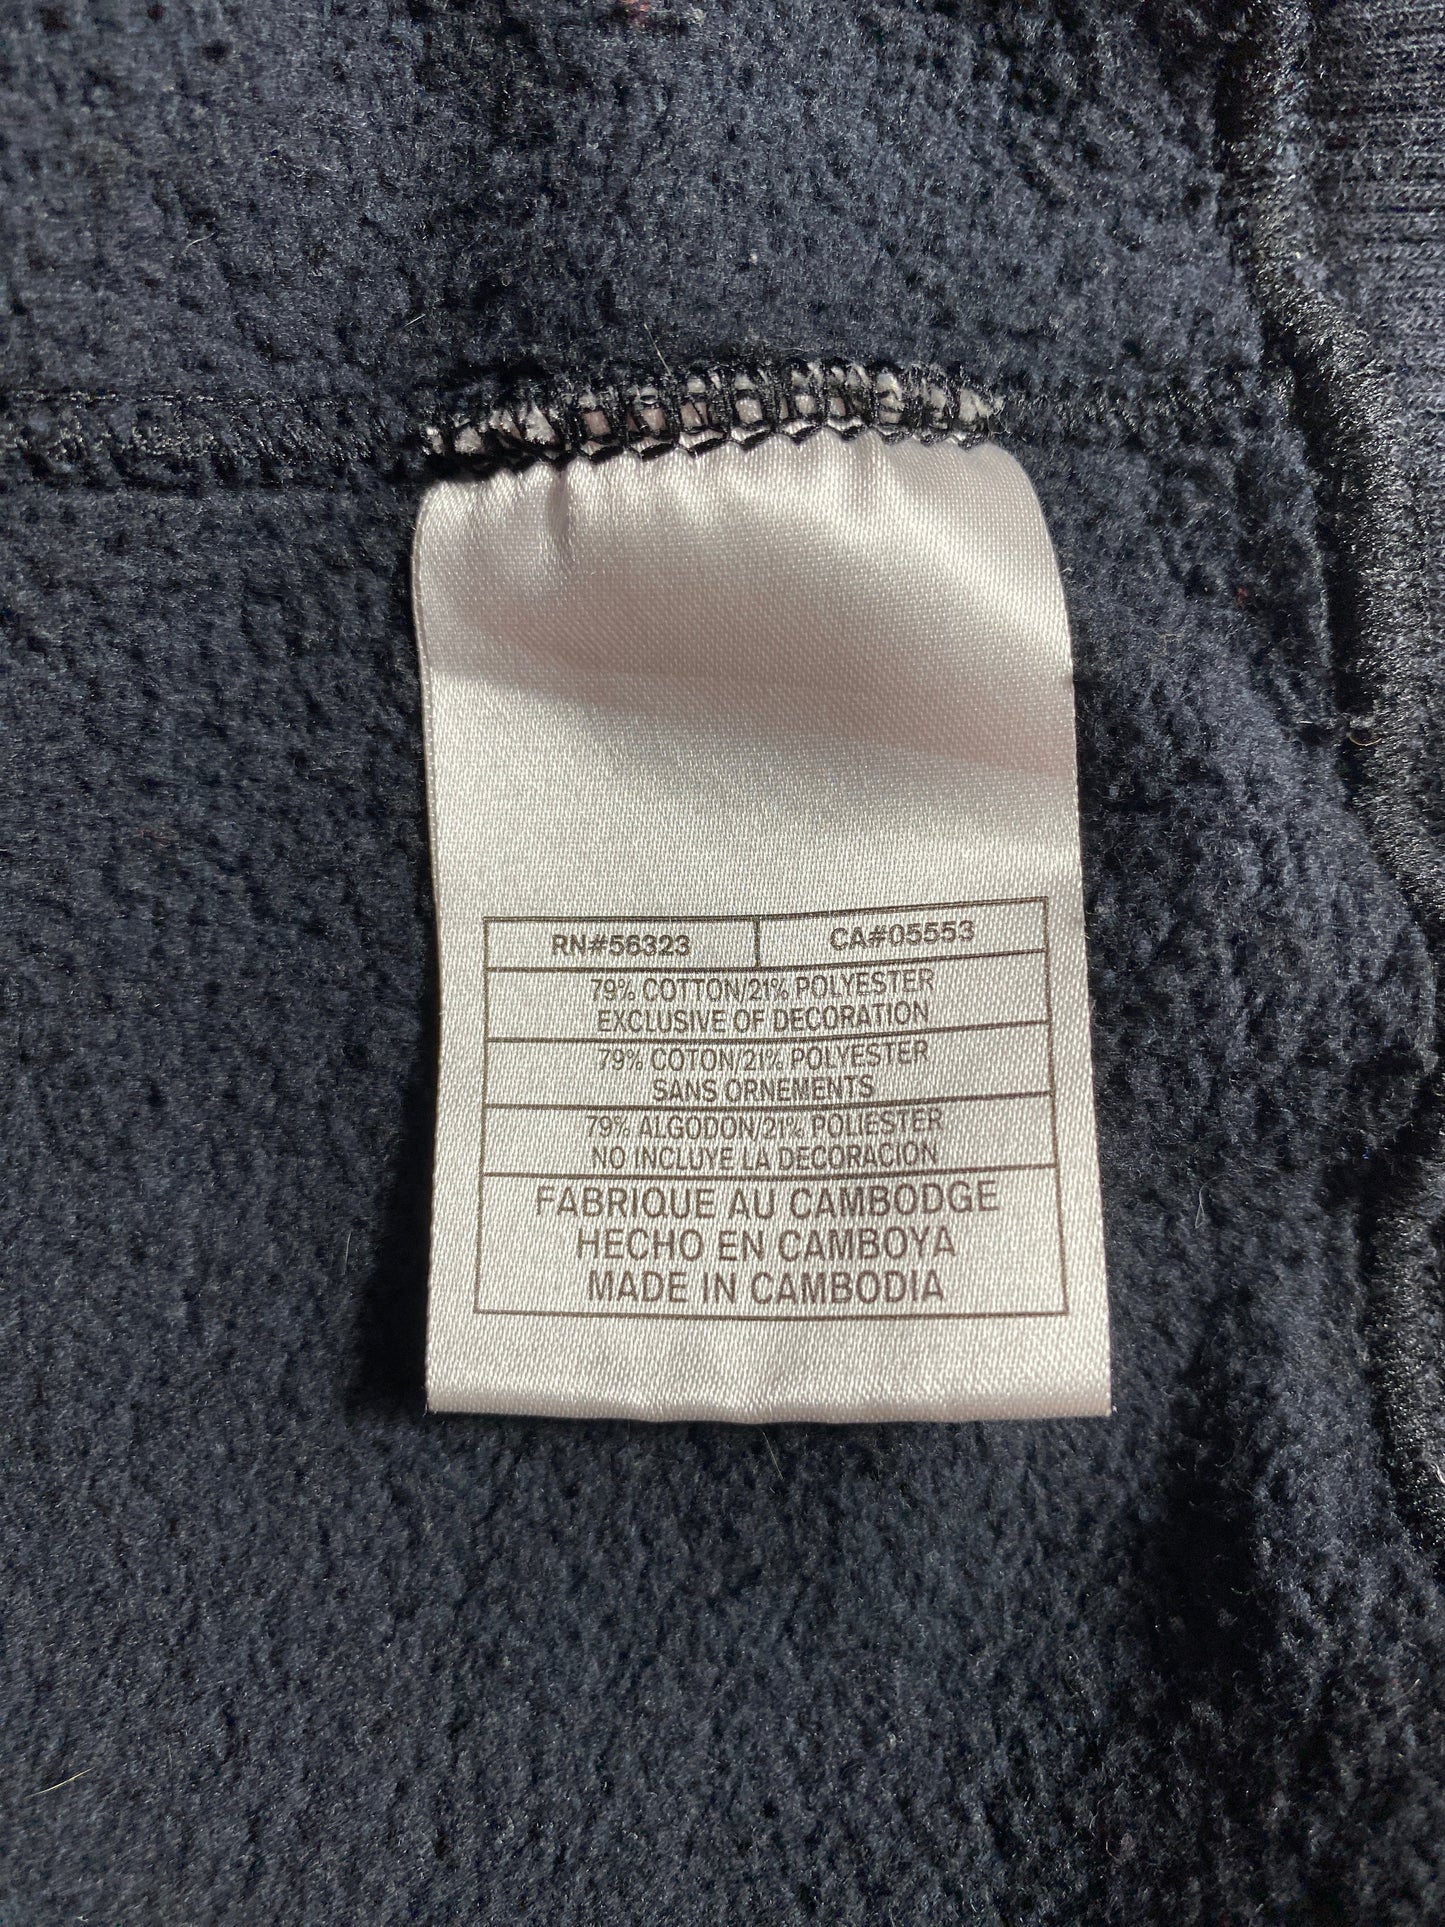 RN#56323 CA#05553
79% COTTON/21% POLYESTER
EXCLUSIVE OF DECORATION
79% COTON/21% POLYESTER
SANS ORNEMENTS
79% ALGODON/21% POLIESTER
NO INCLUYE LA DECORACION
FABRIQUE AU CAMBODGE
HECHO EN CAMBOYA
MADE IN CAMBODIA